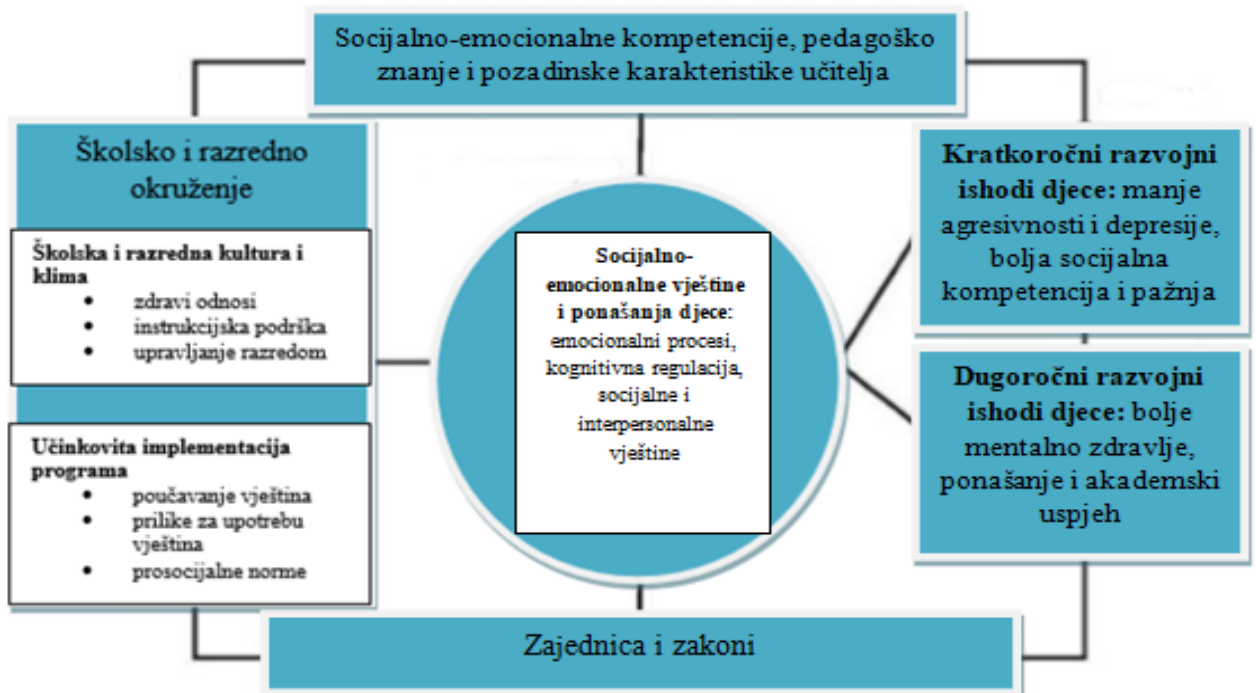 Socijalno-emocionalne kompetencije, pedagoško
znanje i pozadinske karakteristike učitelja
Školsko i razredno
okruženje
Školska i razredna kultura i
klima
• zdravi odnosi
• instrukcijska podrška
• upravljanje razredom
Učinkovita implementacija
programa
• poučavanje vještina
• prilike za upotrebu
vještina
• prosocijalne norme
Socijalno-
emocionalne vještine
i ponašanja djece:
emocionalni procesi,
kognitivna regulacija,
socijalne i
interpersonalne
vještine
Kratkoročni razvojni
ishodi djece: manje
agresivnosti i depresije,
bolja socijalna
kompetencija i pažnja
Dugoročni razvojni
ishodi djece: bolje
mentalno zdravlje,
ponašanje i akademski
uspjeh
Zajednica i zakoni